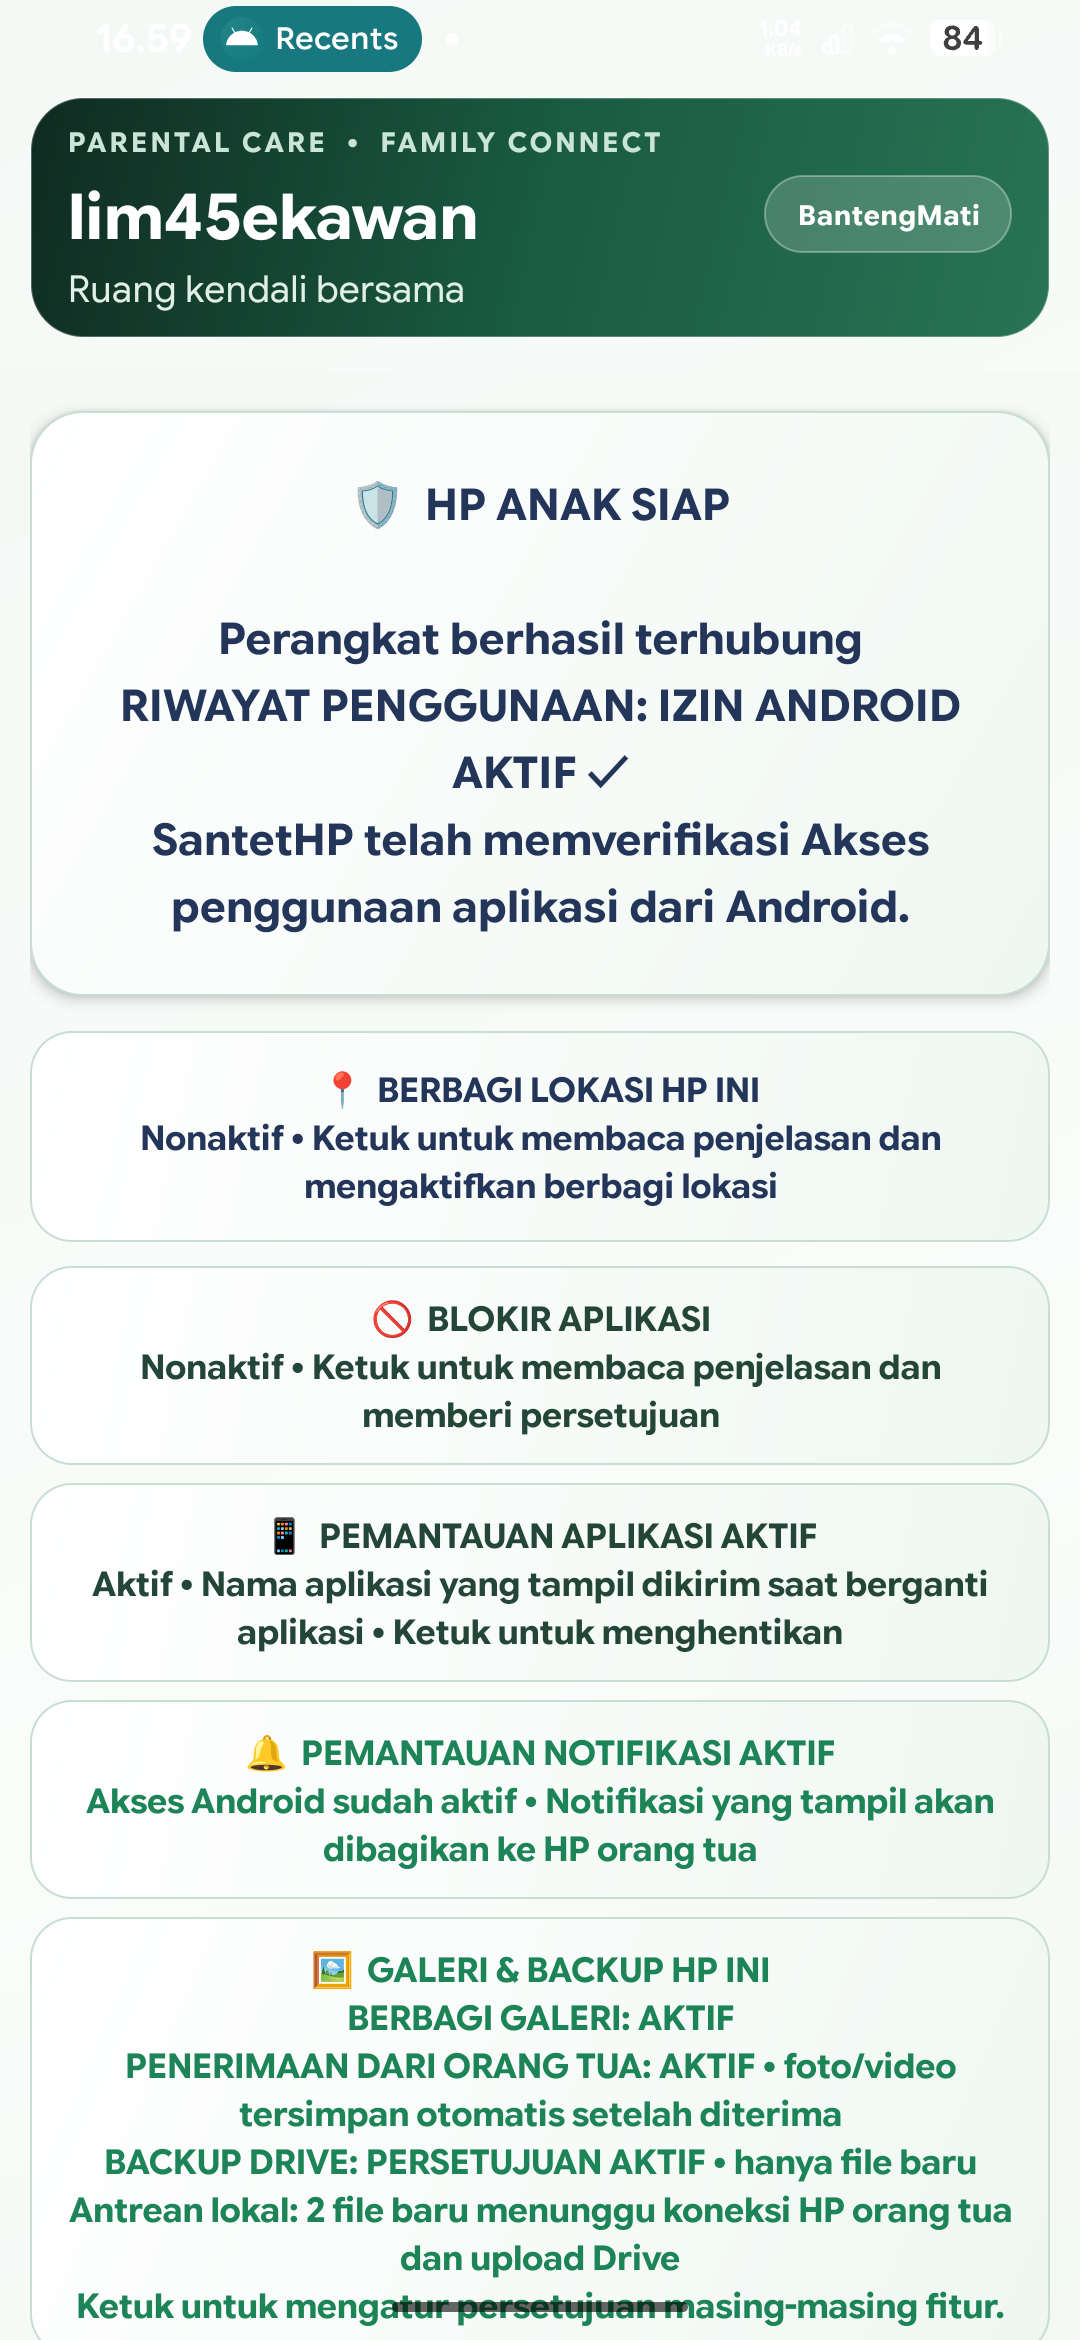 16.59 Recents
1.04 KB/s
84
PARENTAL CARE • FAMILY CONNECT
lim45ekawan
BantengMati
Ruang kendali bersama
HP ANAK SIAP
Perangkat berhasil terhubung
RIWAYAT PENGGUNAAN: IZIN ANDROID
AKTIF ✓
SantetHP telah memverifikasi Akses
penggunaan aplikasi dari Android.
BERBAGI LOKASI HP INI
Nonaktif • Ketuk untuk membaca penjelasan dan
mengaktifkan berbagi lokasi
BLOKIR APLIKASI
Nonaktif • Ketuk untuk membaca penjelasan dan
memberi persetujuan
PEMANTAUAN APLIKASI AKTIF
Aktif • Nama aplikasi yang tampil dikirim saat berganti
aplikasi • Ketuk untuk menghentikan
PEMANTAUAN NOTIFIKASI AKTIF
Akses Android sudah aktif • Notifikasi yang tampil akan
dibagikan ke HP orang tua
GALERI & BACKUP HP INI
BERBAGI GALERI: AKTIF
PENERIMAAN DARI ORANG TUA: AKTIF • foto/video
tersimpan otomatis setelah diterima
BACKUP DRIVE: PERSETUJUAN AKTIF • hanya file baru
Antrean lokal: 2 file baru menunggu koneksi HP orang tua
dan upload Drive
Ketuk untuk mengatur persetujuan masing-masing fitur.